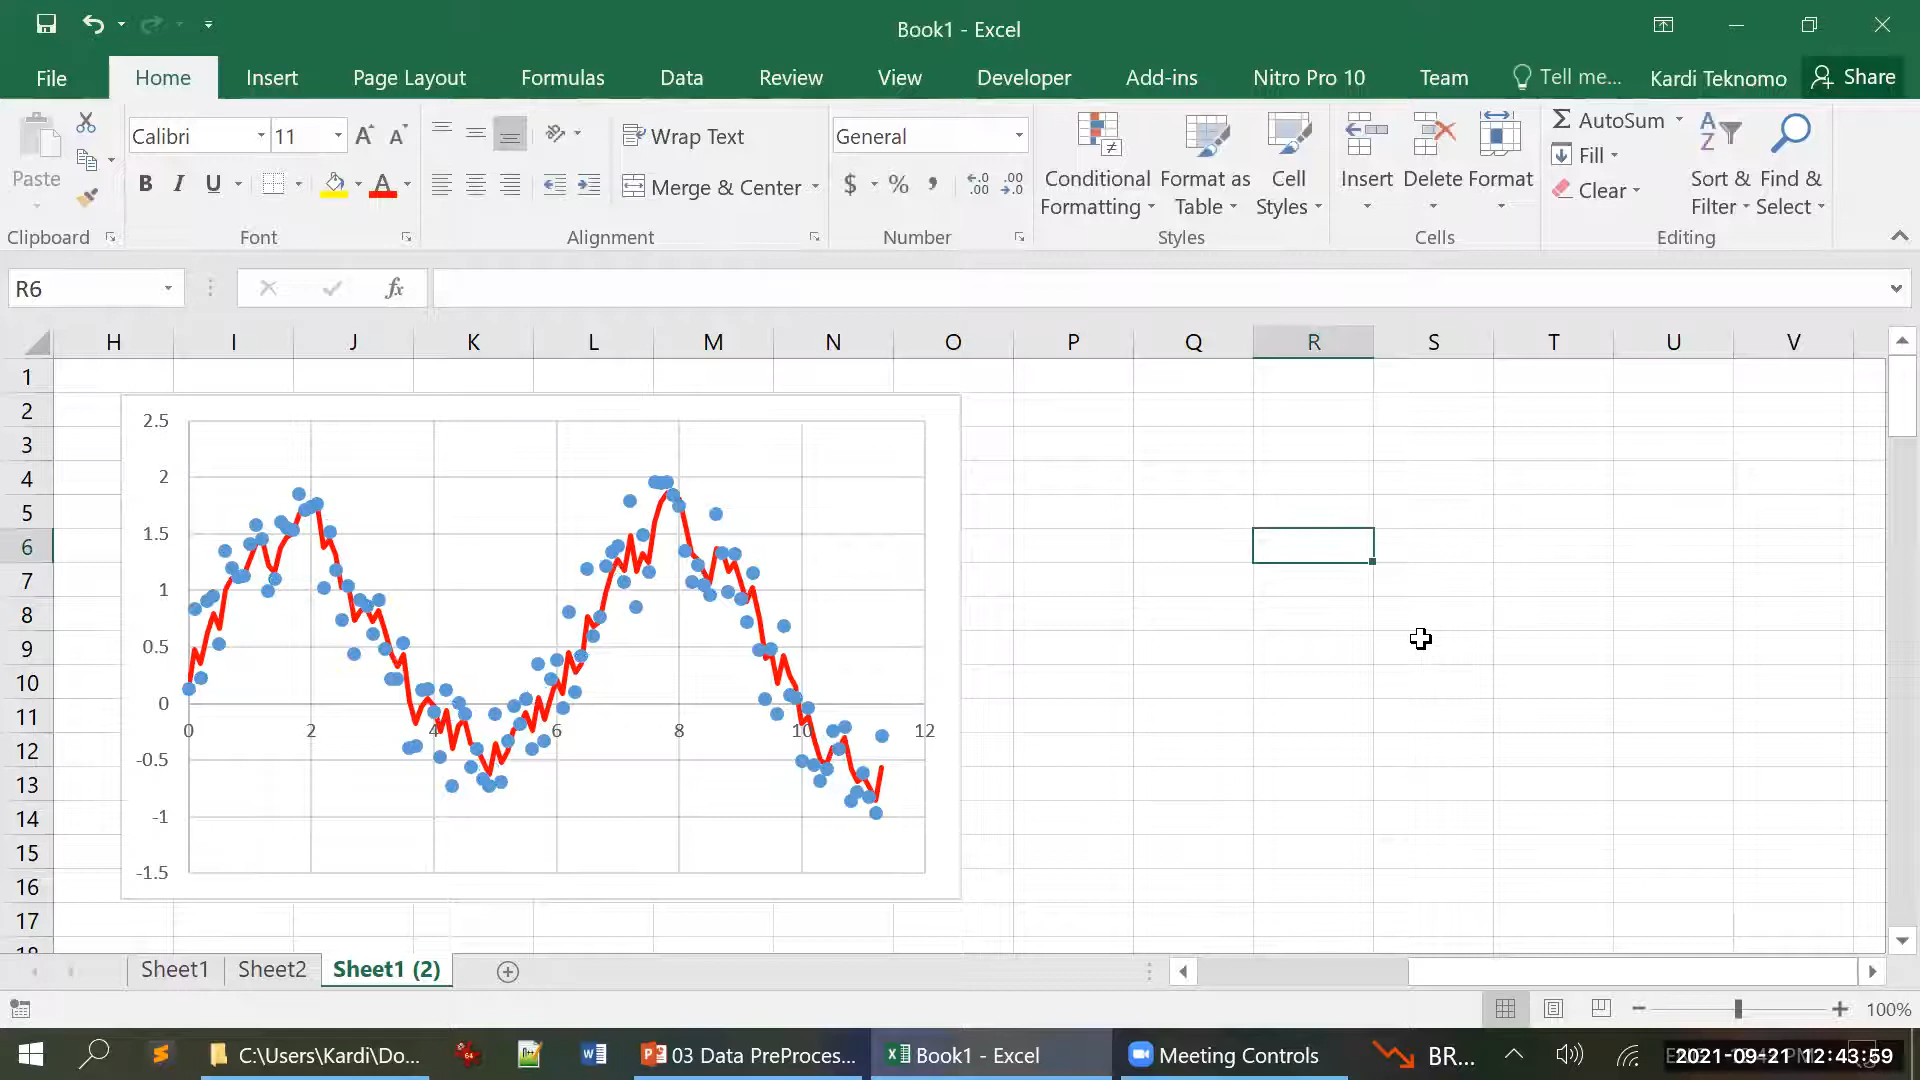 Book1 - Excel
File Home Insert Page Layout Formulas Data Review View Developer Add-ins Nitro Pro 10 Team Tell me... Kardi Teknomo Share
Paste
Calibri 11 A A
B I U A
Wrap Text
Merge & Center
General
$ % ,
Conditional Formatting
Format as Table
Cell Styles
Insert Delete Format
AutoSum
Fill
Clear
Sort & Filter
Find & Select
Clipboard Font Alignment Number Styles Cells Editing
R6 fx
H I J K L M N O P Q R S T U V
1
2
3
4
5
6
7
8
9
10
11
12
13
14
15
16
17
2.5
2
1.5
1
0.5
0
0 2 4 6 8 10 12
-0.5
-1
-1.5
Sheet1 Sheet2 Sheet1 (2)
100%
C:\Users\Kardi\Do... 03 Data PreProces... Book1 - Excel Meeting Controls BR... 2021-09-21 12:43:59